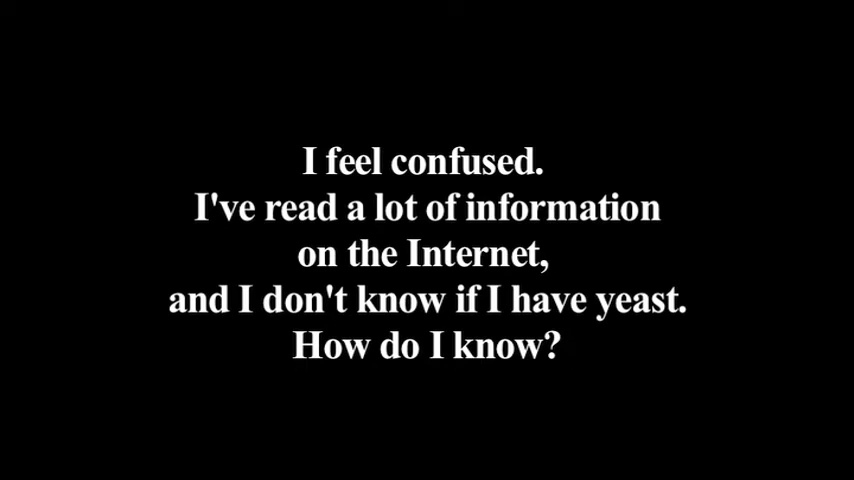 I feel confused.
I've read a lot of information
on the Internet,
and I don't know if I have yeast.
How do I know?